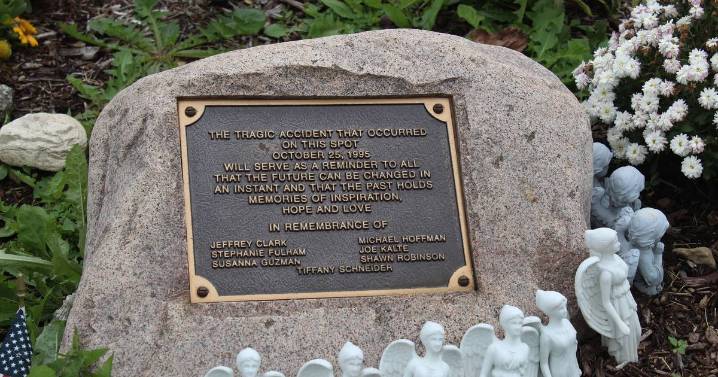 THE TRAGIC ACCIDENT THAT OCCURRED
ON THIS SPOT
OCTOBER 25, 1995
WILL SERVE AS A REMINDER TO ALL
THAT THE FUTURE CAN BE CHANGED IN
AN INSTANT AND THAT THE PAST HOLDS
MEMORIES OF INSPIRATION,
HOPE AND LOVE
IN REMEMBRANCE OF
JEFFREY CLARK MICHAEL HOFFMAN
STEPHANIE FULHAM JOE KALTE
SUSANNA GUZMAN SHAWN ROBINSON
TIFFANY SCHNEIDER